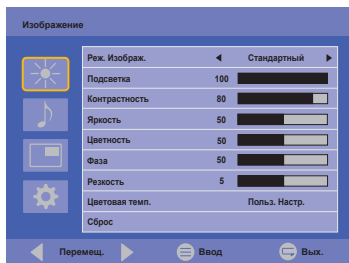 Изображение
Реж. Изображ. Стандартный
Подсветка 100
Контрастность 80
Яркость 50
Цветность 50
Фаза 50
Резкость 5
Цветовая темп. Польз. Настр.
Сброс
Перемещ. Ввод Вых.